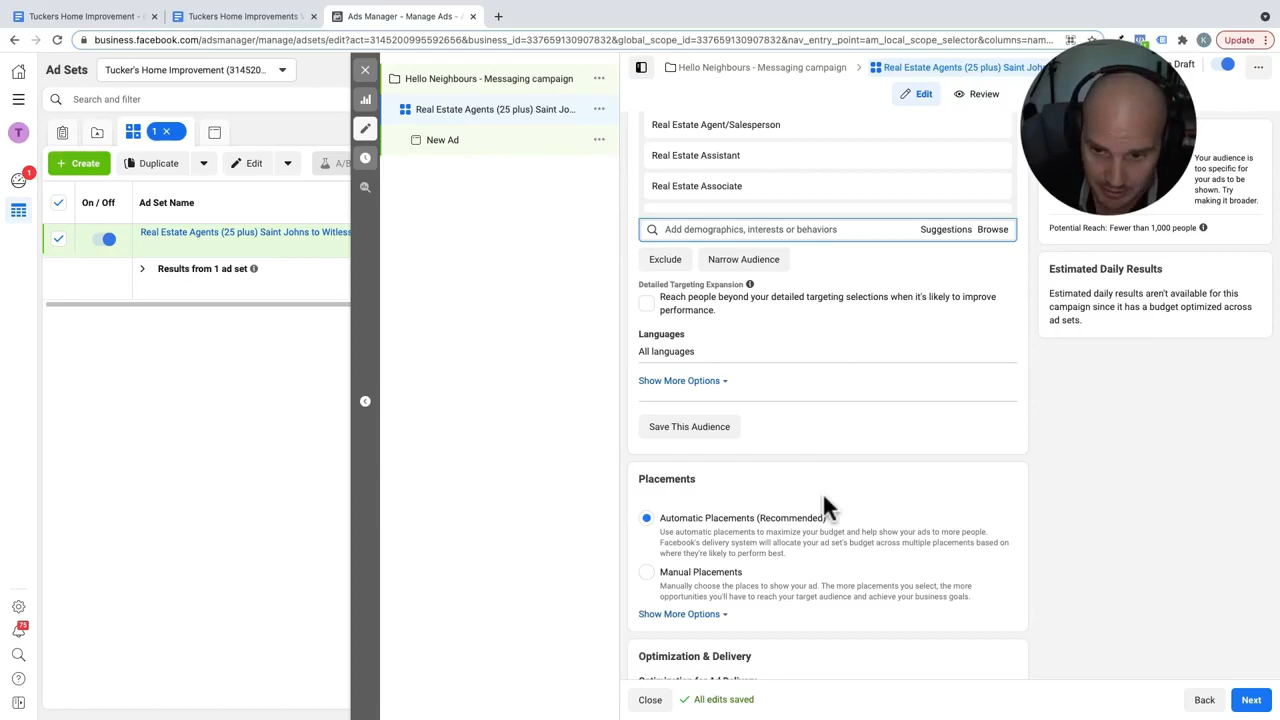 Tuckers Home Improvement -
Tuckers Home Improvements
Ads Manager - Manage Ads -
business.facebook.com/adsmanager/manage/adsets/edit?act=3145200995592656&business_id=337659130907832&global_scope_id=337659130907832&nav_entry_point=am_local_scope_selector&columns=nam...
K
Update
Ad Sets
Tucker's Home Improvement (314520...
Search and filter
T
1
1
Create
Duplicate
Edit
A/B
On / Off
Ad Set Name
Real Estate Agents (25 plus) Saint Johns to Witless
Results from 1 ad set
75
Hello Neighbours - Messaging campaign
Real Estate Agents (25 plus) Saint Jo...
New Ad
Hello Neighbours - Messaging campaign
Real Estate Agents (25 plus) Saint John
Draft
Edit
Review
Real Estate Agent/Salesperson
Real Estate Assistant
Real Estate Associate
Add demographics, interests or behaviors
Suggestions
Browse
Exclude
Narrow Audience
Detailed Targeting Expansion
Reach people beyond your detailed targeting selections when it's likely to improve
performance.
Languages
All languages
Show More Options
Save This Audience
Placements
Automatic Placements (Recommended)
Use automatic placements to maximize your budget and help show your ads to more people.
Facebook's delivery system will allocate your ad set's budget across multiple placements based on
where they're likely to perform best.
Manual Placements
Manually choose the places to show your ad. The more placements you select, the more
opportunities you'll have to reach your target audience and achieve your business goals.
Show More Options
Optimization & Delivery
Optimization for Ad Delivery
Close
All edits saved
Back
Next
Your audience is
too specific for
your ads to be
shown. Try
making it broader.
Potential Reach: Fewer than 1,000 people
Estimated Daily Results
Estimated daily results aren't available for this
campaign since it has a budget optimized across
ad sets.